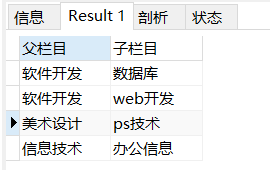 信息 Result 1 剖析 状态
父栏目 子栏目
软件开发 数据库
软件开发 web开发
美术设计 ps技术
信息技术 办公信息